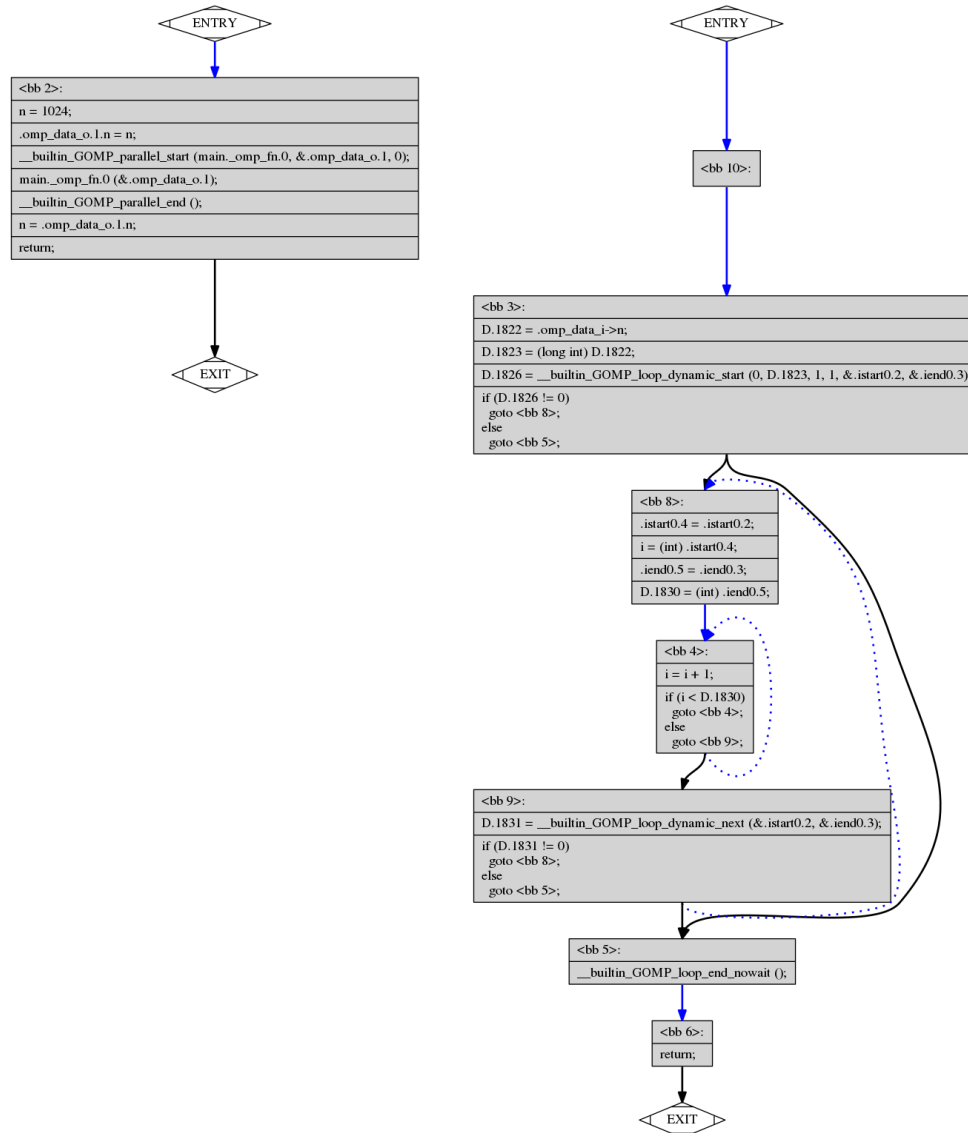 ENTRY
<bb 2>:
n = 1024;
.omp_data_o.1.n = n;
__builtin_GOMP_parallel_start (main._omp_fn.0, &.omp_data_o.1, 0);
main._omp_fn.0 (&.omp_data_o.1);
__builtin_GOMP_parallel_end ();
n = .omp_data_o.1.n;
return;
EXIT
ENTRY
<bb 10>:
<bb 3>:
D.1822 = .omp_data_i->n;
D.1823 = (long int) D.1822;
D.1826 = __builtin_GOMP_loop_dynamic_start (0, D.1823, 1, 1, &.istart0.2, &.iend0.3);
if (D.1826 != 0)
goto <bb 8>;
else
goto <bb 5>;
<bb 8>:
.istart0.4 = .istart0.2;
i = (int) .istart0.4;
.iend0.5 = .iend0.3;
D.1830 = (int) .iend0.5;
<bb 4>:
i = i + 1;
if (i < D.1830)
goto <bb 4>;
else
goto <bb 9>;
<bb 9>:
D.1831 = __builtin_GOMP_loop_dynamic_next (&.istart0.2, &.iend0.3);
if (D.1831 != 0)
goto <bb 8>;
else
goto <bb 5>;
<bb 5>:
__builtin_GOMP_loop_end_nowait ();
<bb 6>:
return;
EXIT